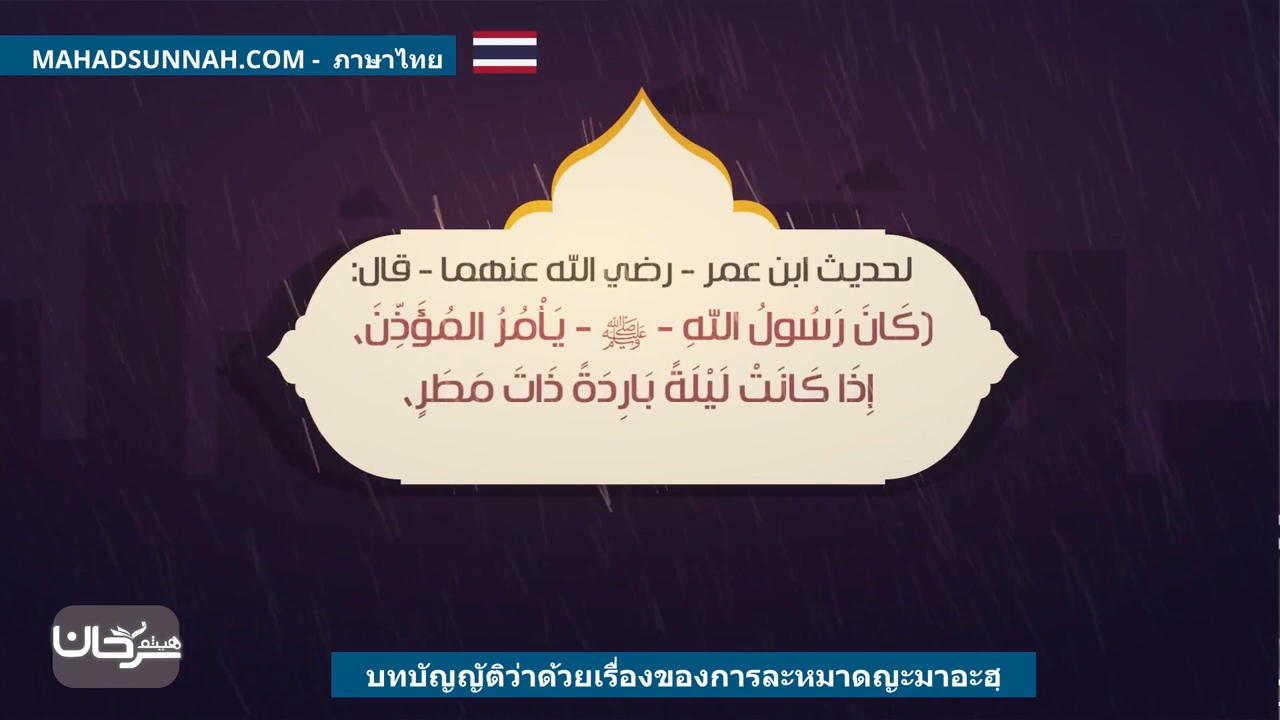 MAHADSUNNAH.COM - ภาษาไทย
لحديث ابن عمر - رضي الله عنهما - قال:
(كَانَ رَسُولُ اللَّهِ - ﷺ - يَأْمُرُ المُؤَذِّنَ،
إِذَا كَانَتْ لَيْلَةً بَارِدَةً ذَاتَ مَطَرٍ،
هيثم سرحان
บทบัญญัติว่าด้วยเรื่องของการละหมาดญะมาอะฮฺ